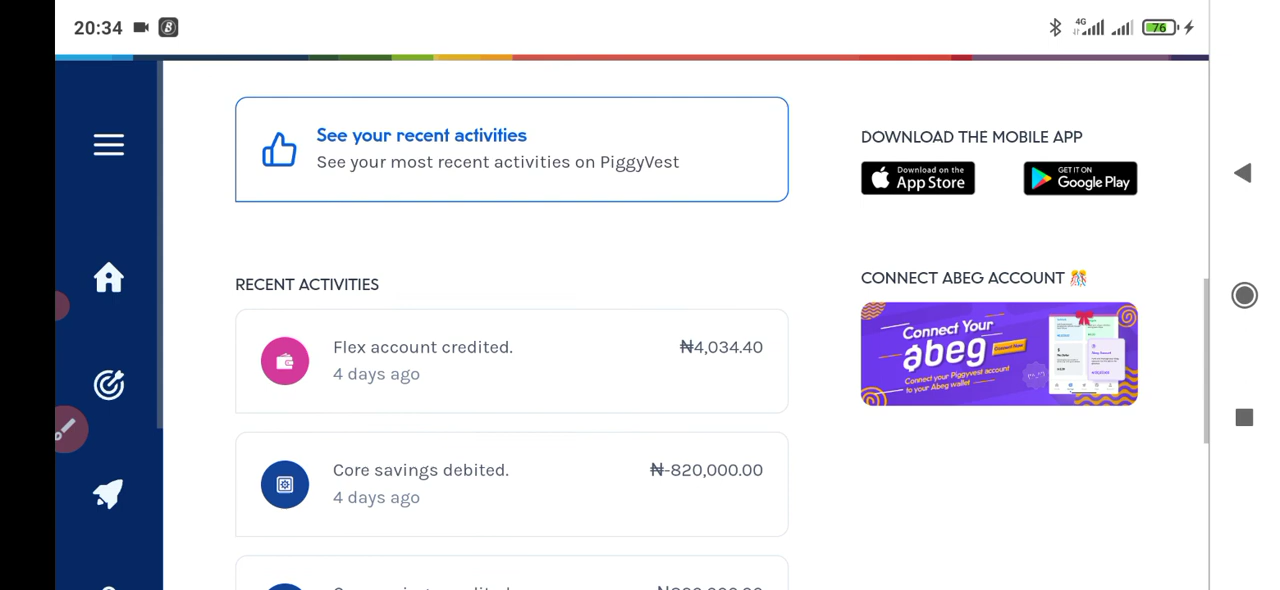 20:34
4G
76
See your recent activities
See your most recent activities on PiggyVest
DOWNLOAD THE MOBILE APP
Download on the
App Store
GET IT ON
Google Play
RECENT ACTIVITIES
CONNECT ABEG ACCOUNT
Flex account credited.
₦4,034.40
4 days ago
Connect Your
abeg
Connect Now
Connect your Piggyvest account
to your Abeg wallet
Core savings debited.
₦-820,000.00
4 days ago